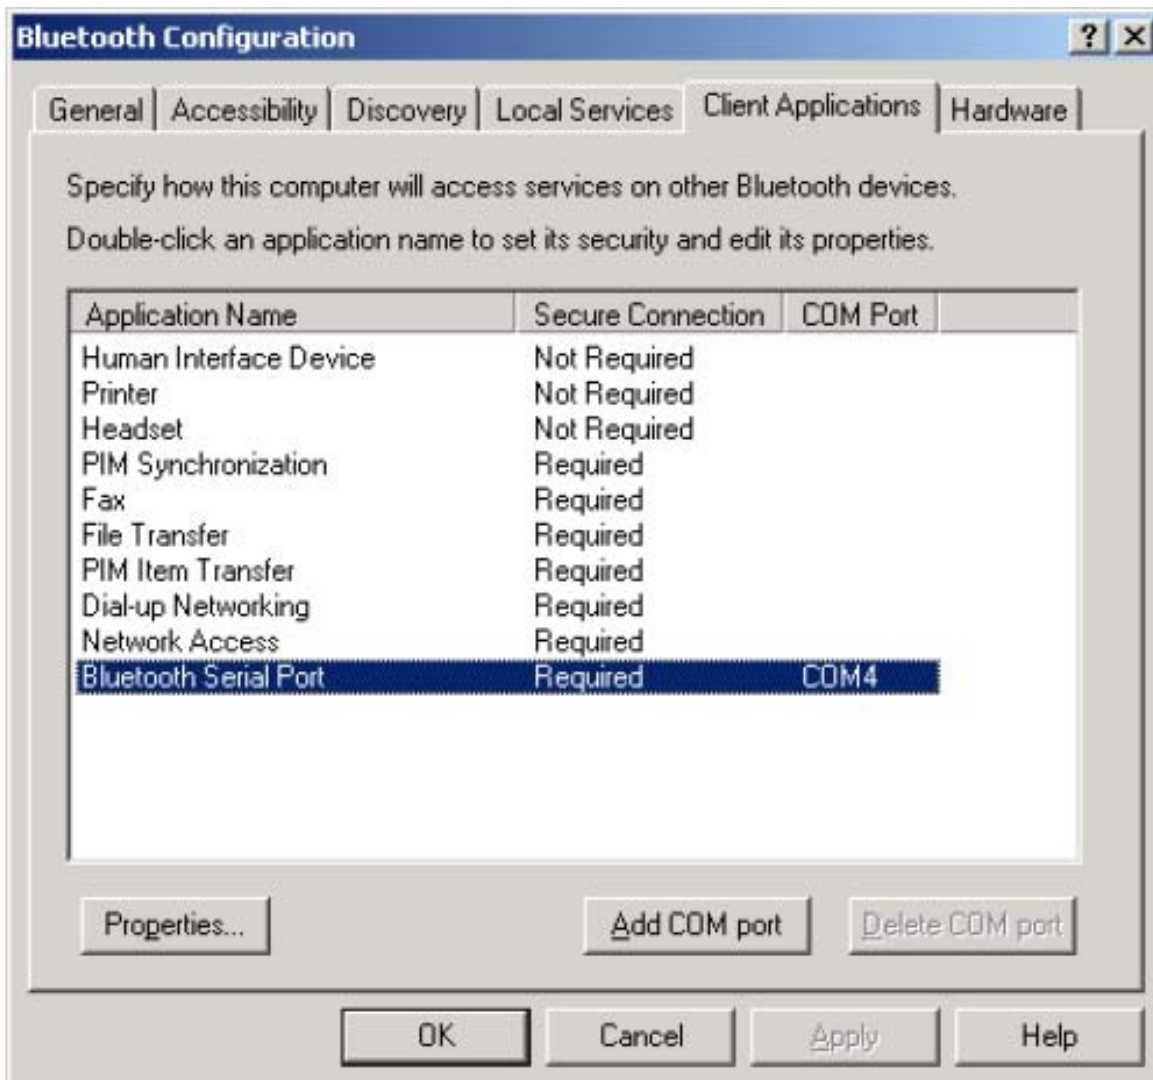 Bluetooth Configuration
General Accessibility Discovery Local Services Client Applications Hardware
Specify how this computer will access services on other Bluetooth devices.
Double-click an application name to set its security and edit its properties.
Application Name Secure Connection COM Port
Human Interface Device Not Required
Printer Not Required
Headset Not Required
PIM Synchronization Required
Fax Required
File Transfer Required
PIM Item Transfer Required
Dial-up Networking Required
Network Access Required
Bluetooth Serial Port Required COM4
Properties... Add COM port Delete COM port
OK Cancel Apply Help